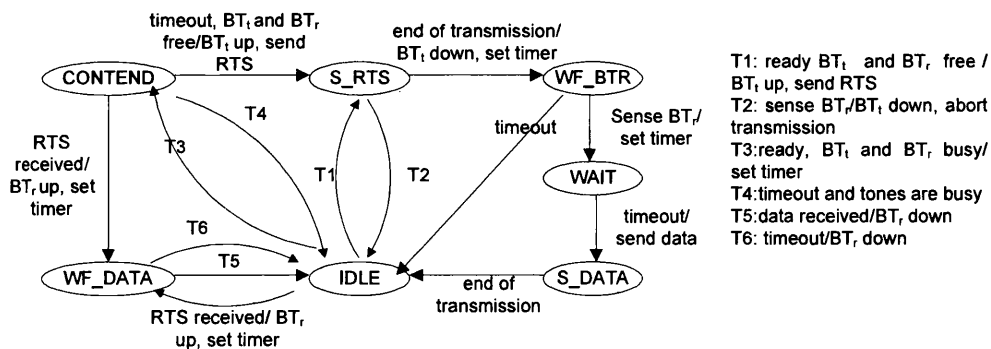 timeout, BTt and BTr
free/BTt up, send
RTS
end of transmission/
BTt down, set timer
CONTEND
S_RTS
WF_BTR
T4
timeout
Sense BTr/
set timer
RTS
received/
BTr up, set
timer
T3
T1
T2
WAIT
T6
timeout/
send data
T5
WF_DATA
IDLE
S_DATA
end of
transmission
RTS received/ BTr
up, set timer
T1: ready BTt and BTr free /
BTt up, send RTS
T2: sense BTr/BTt down, abort
transmission
T3:ready, BTt and BTr busy/
set timer
T4:timeout and tones are busy
T5:data received/BTr down
T6: timeout/BTr down